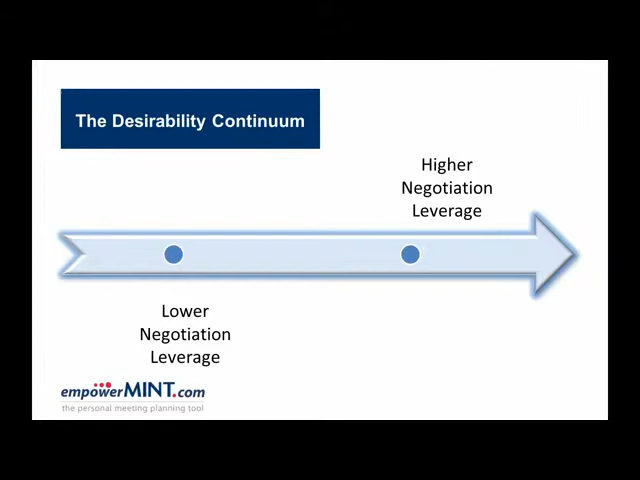 The Desirability Continuum
Higher
Negotiation
Leverage
Lower
Negotiation
Leverage
empowerMINT.com
the personal meeting planning tool